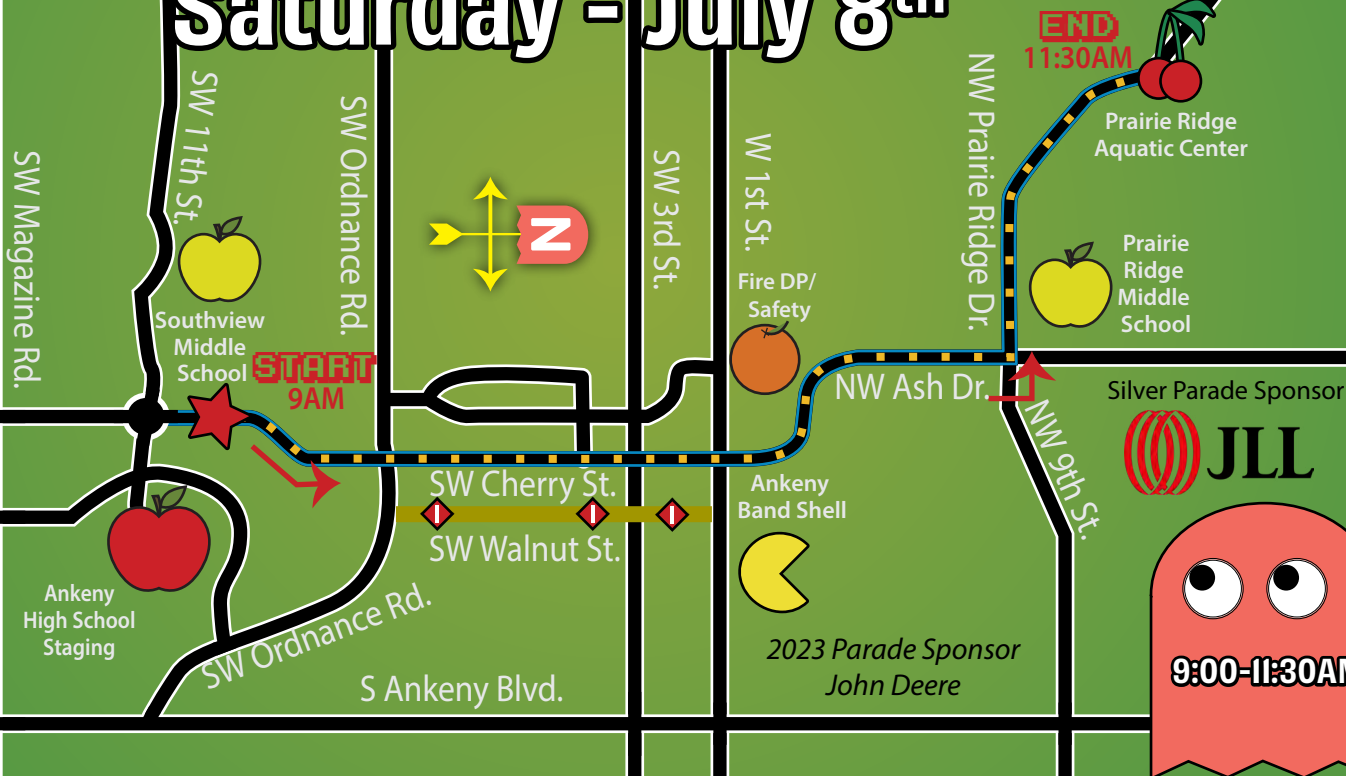 Saturday - July 8th
END
11:30AM
Prairie Ridge
Aquatic Center
SW Magazine Rd.
SW 11th St.
SW Ordnance Rd.
N
SW 3rd St.
W 1st St.
NW Prairie Ridge Dr.
Fire DP/
Safety
Prairie
Ridge
Middle
School
Southview
Middle
School
START
9AM
NW Ash Dr.
Silver Parade Sponsor
JLL
NW 9th St.
SW Cherry St.
SW Walnut St.
Ankeny
Band Shell
Ankeny
High School
Staging
SW Ordnance Rd.
S Ankeny Blvd.
2023 Parade Sponsor
John Deere
9:00-11:30AM